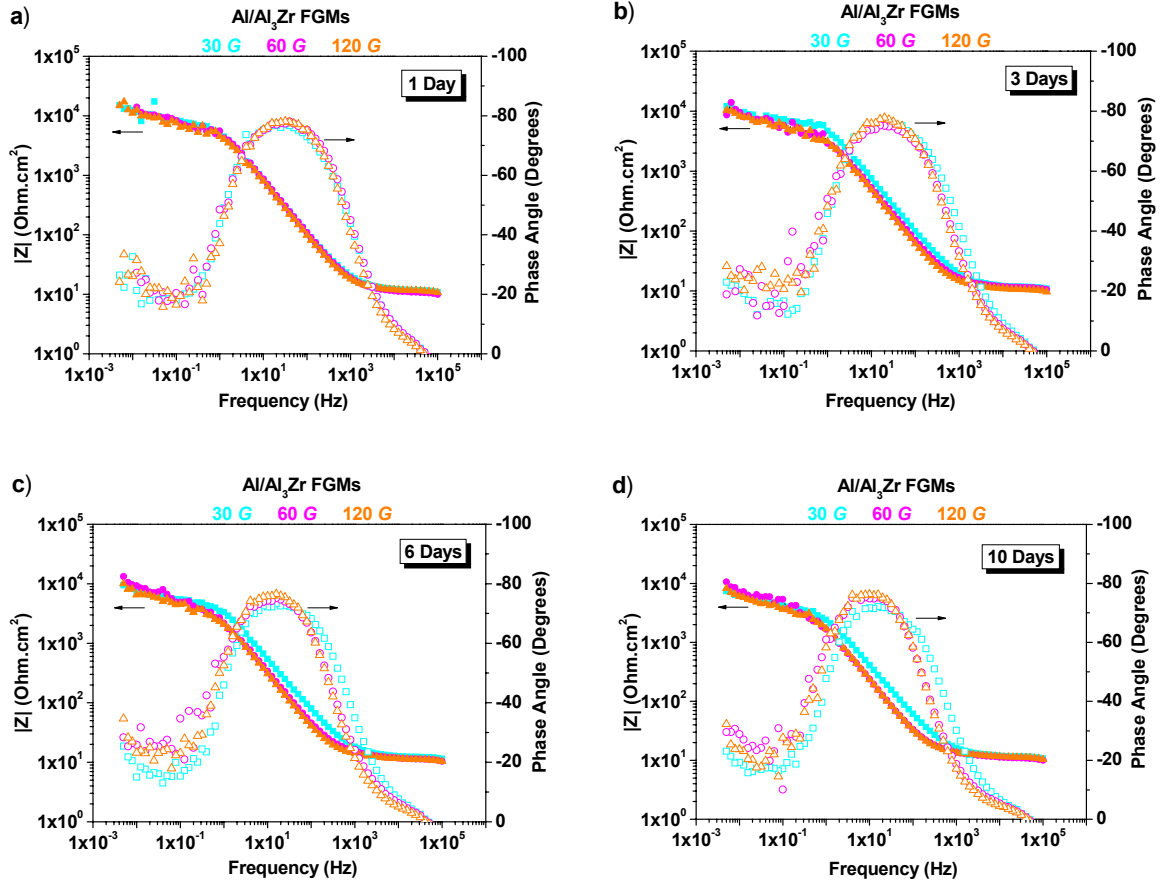 a)
Al/Al3Zr FGMs
30 G 60 G 120 G
1 Day
1x10^5
1x10^4
1x10^3
1x10^2
1x10^1
1x10^0
|Z| (Ohm.cm^2)
-100
-80
-60
-40
-20
0
Phase Angle (Degrees)
1x10^-3 1x10^-1 1x10^1 1x10^3 1x10^5
Frequency (Hz)
b)
Al/Al3Zr FGMs
30 G 60 G 120 G
3 Days
1x10^5
1x10^4
1x10^3
1x10^2
1x10^1
1x10^0
|Z| (Ohm.cm^2)
-100
-80
-60
-40
-20
0
Phase Angle (Degrees)
1x10^-3 1x10^-1 1x10^1 1x10^3 1x10^5
Frequency (Hz)
c)
Al/Al3Zr FGMs
30 G 60 G 120 G
6 Days
1x10^5
1x10^4
1x10^3
1x10^2
1x10^1
1x10^0
|Z| (Ohm.cm^2)
-100
-80
-60
-40
-20
0
Phase Angle (Degrees)
1x10^-3 1x10^-1 1x10^1 1x10^3 1x10^5
Frequency (Hz)
d)
Al/Al3Zr FGMs
30 G 60 G 120 G
10 Days
1x10^5
1x10^4
1x10^3
1x10^2
1x10^1
1x10^0
|Z| (Ohm.cm^2)
-100
-80
-60
-40
-20
0
Phase Angle (Degrees)
1x10^-3 1x10^-1 1x10^1 1x10^3 1x10^5
Frequency (Hz)